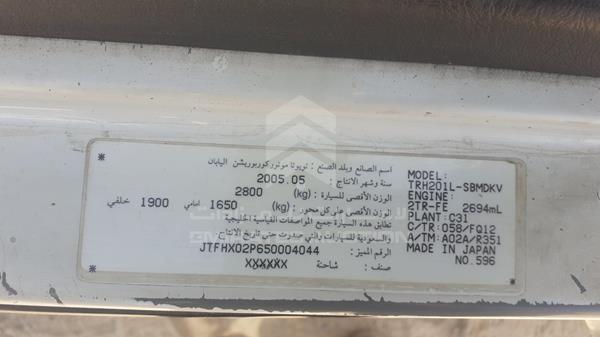 اسم الصانع وبلد الصنع : تويوتا موتور كوربوريشن اليابان
سنة وشهر الانتاج : 2005.05
الوزن الأقصى للسيارة : (kg) 2800
الوزن الأقصى على كل محور : (kg) 1650 أمامي 1900 خلفي
تطابق هذه السيارة جميع المواصفات القياسية الخليجية
والسعودية للسيارات والتي صدرت حتى تاريخ الانتاج
الرقم المميز : JTFHX02P650004044
صنف : شاحنة XXXXXX
MODEL:
TRH201L-SBMDKV
ENGINE:
2TR-FE 2694mL
PLANT: C31
C/TR: 058/FQ12
A/TM: A02A/R351
MADE IN JAPAN
NO.596